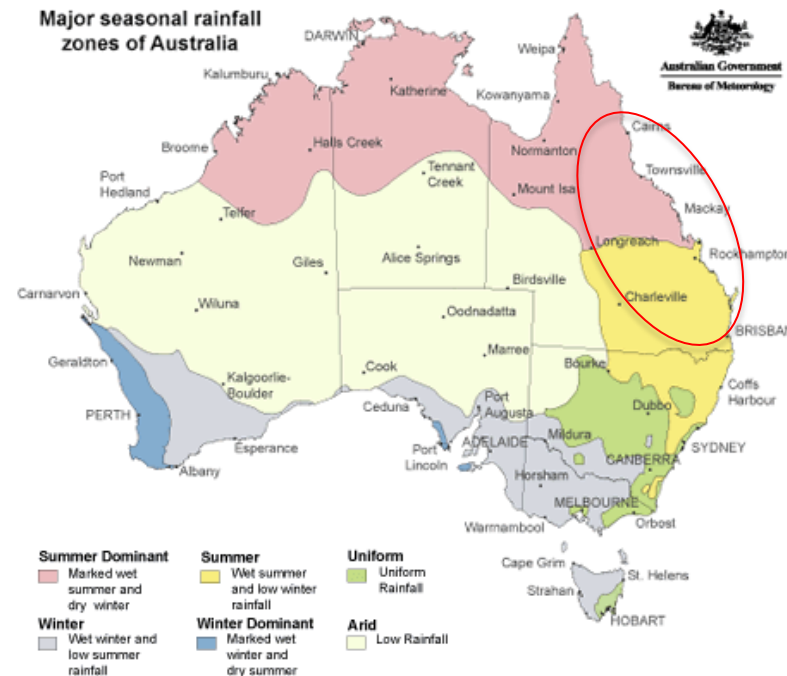 Major seasonal rainfall
zones of Australia
Australian Government
Bureau of Meteorology
DARWIN
Weipa
Kalumburu
Katherine
Kowanyama
Cairns
Broome
Halls Creek
Normanton
Townsville
Port
Hedland
Tennant
Creek
Mount Isa
Mackay
Telfer
Longreach
Newman
Giles
Alice Springs
Rockhampton
Birdsville
Carnarvon
Wiluna
Charleville
Oodnadatta
BRISBAN
Geraldton
Marree
Bourke
Cook
Kalgoorlie-
Boulder
Coffs
Harbour
Ceduna
Port
Augusta
Dubbo
PERTH
Mildura
Esperance
Port
Lincoln
ADELAIDE
SYDNEY
CANBERRA
Albany
Horsham
MELBOURNE
Warrnambool
Orbost
Cape Grim
St. Helens
Strahan
HOBART
Summer Dominant
Marked wet
summer and
dry winter
Summer
Wet summer
and low winter
rainfall
Uniform
Uniform
Rainfall
Winter
Wet winter and
low summer
rainfall
Winter Dominant
Marked wet
winter and
dry summer
Arid
Low Rainfall